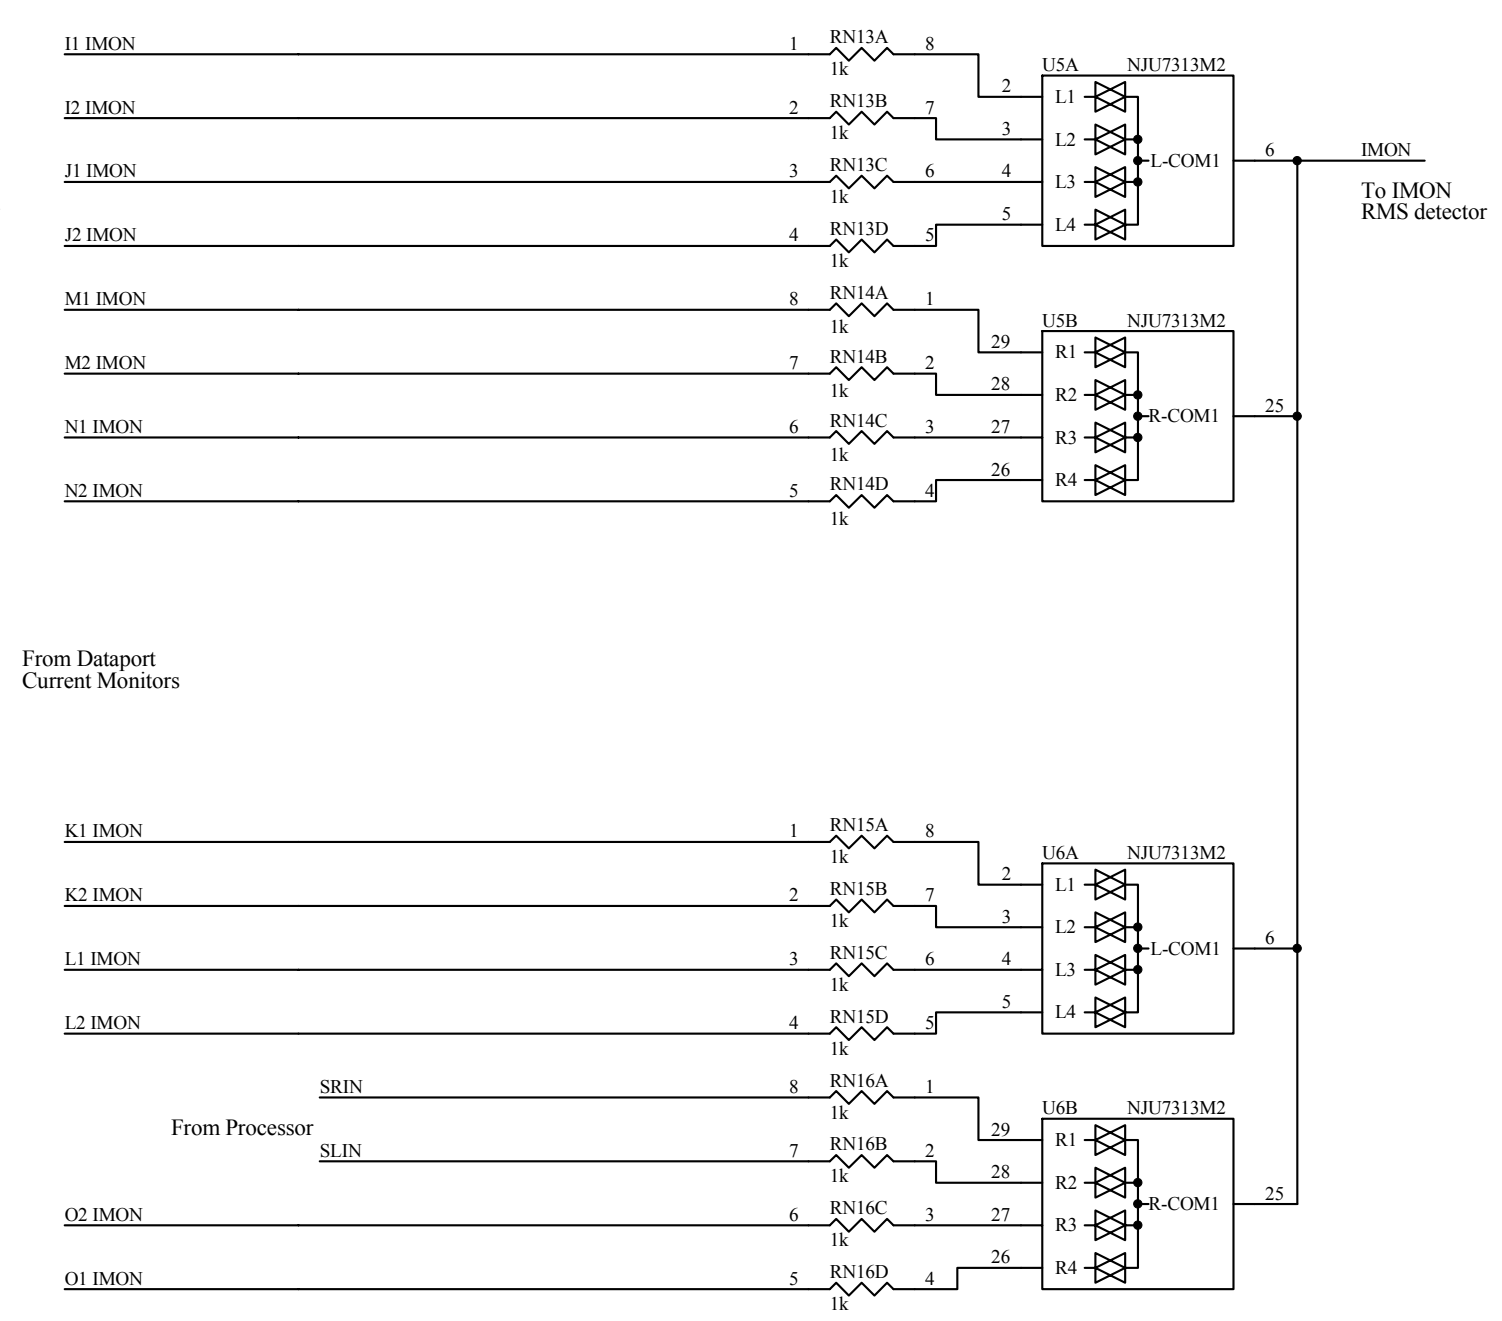 I1 IMON 1 RN13A 8
1k
U5A NJU7313M2
2 L1
I2 IMON 2 RN13B 7
1k
3 L2
6 IMON
L-COM1
J1 IMON 3 RN13C 6 4 L3
1k
To IMON
RMS detector
5 L4
J2 IMON 4 RN13D 5
1k
M1 IMON 8 RN14A 1
1k
U5B NJU7313M2
29 R1
M2 IMON 7 RN14B 2
1k
28 R2
25
R-COM1
N1 IMON 6 RN14C 3 27 R3
1k
26 R4
N2 IMON 5 RN14D 4
1k
From Dataport
Current Monitors
K1 IMON 1 RN15A 8
1k
U6A NJU7313M2
2 L1
K2 IMON 2 RN15B 7
1k
3 L2
6
L-COM1
L1 IMON 3 RN15C 6 4 L3
1k
5 L4
L2 IMON 4 RN15D 5
1k
SRIN 8 RN16A 1
1k
U6B NJU7313M2
From Processor
29 R1
SLIN 7 RN16B 2
1k
28 R2
25
R-COM1
O2 IMON 6 RN16C 3 27 R3
1k
26 R4
O1 IMON 5 RN16D 4
1k